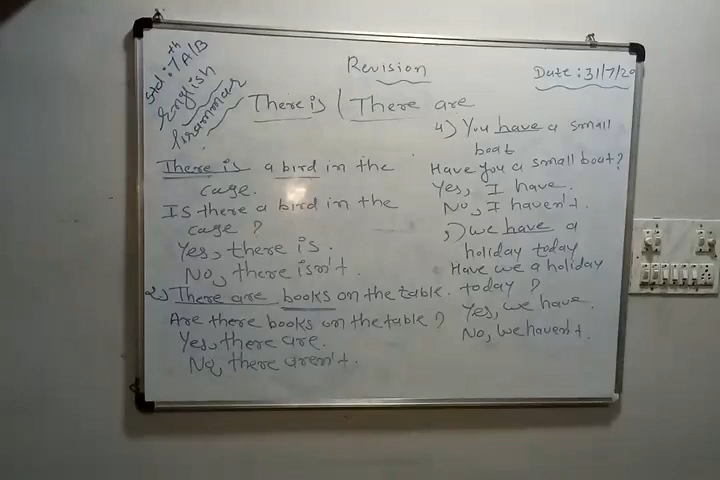 Std : 7th A/B
English
Grammar
Revision
Date : 31/7/20
There is / There are
There is a bird in the
cage.
Is there a bird in the
cage ?
Yes, there is.
No, there isn't.
2) There are books on the table.
Are there books on the table ?
Yes, there are.
No, there aren't.
4) You have a small
boat
Have you a small boat?
Yes, I have.
No, I haven't.
) we have a
holiday today
Have we a holiday
today ?
Yes, we have.
No, we haven't.